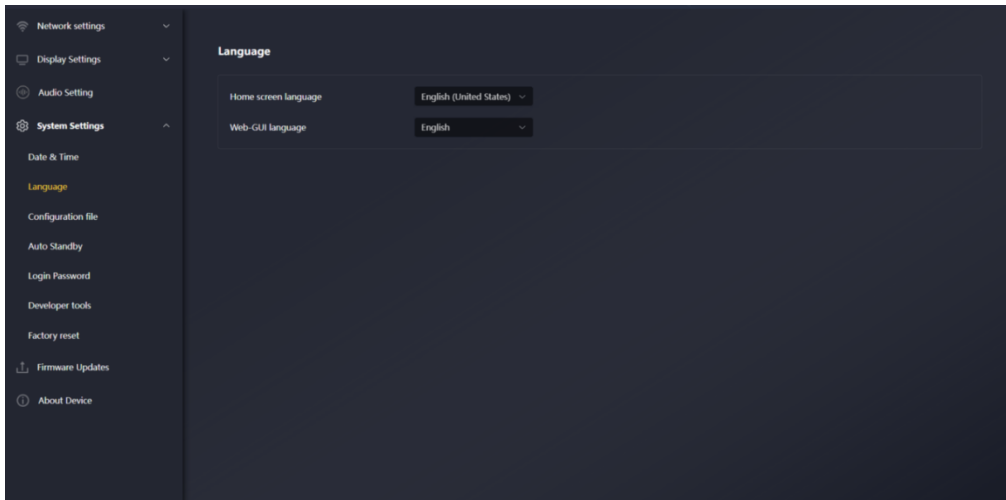 Network settings
Display Settings
Audio Setting
System Settings
Date & Time
Language
Configuration file
Auto Standby
Login Password
Developer tools
Factory reset
Firmware Updates
About Device
Language
Home screen language English (United States)
Web-GUI language English